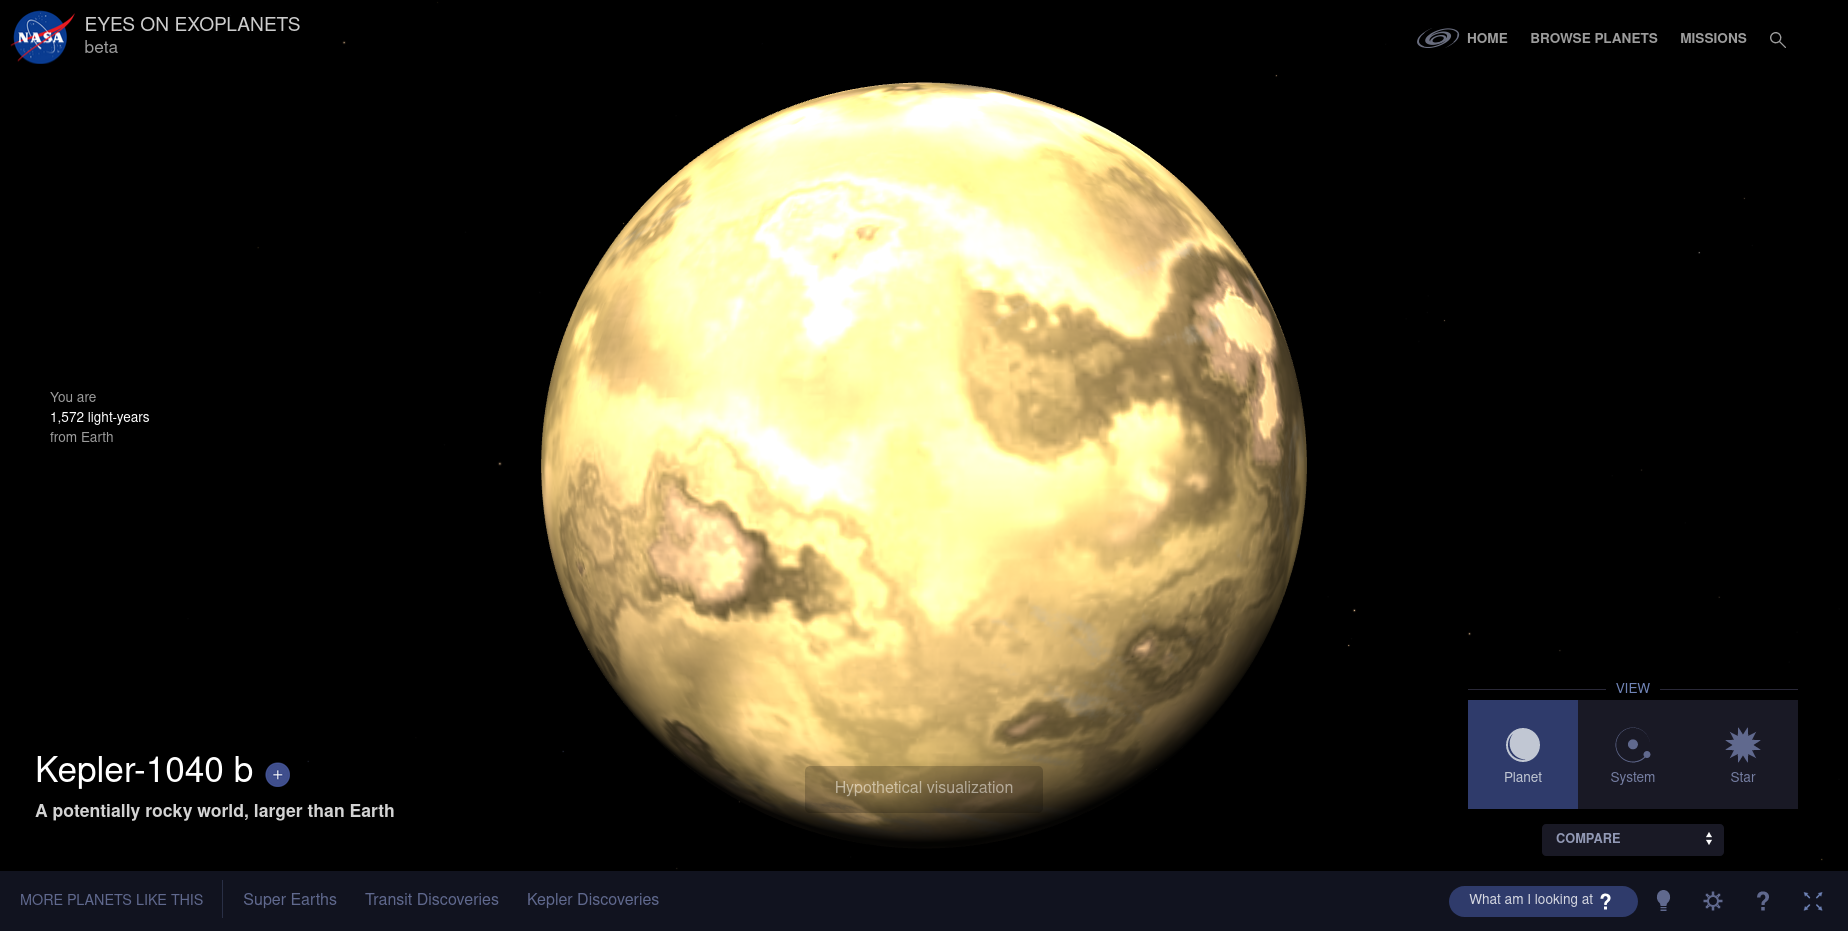 NASA
EYES ON EXOPLANETS
beta
HOME
BROWSE PLANETS
MISSIONS
You are
1,572 light-years
from Earth
Kepler-1040 b +
A potentially rocky world, larger than Earth
Hypothetical visualization
VIEW
Planet
System
Star
COMPARE
MORE PLANETS LIKE THIS
Super Earths
Transit Discoveries
Kepler Discoveries
What am I looking at ?
?